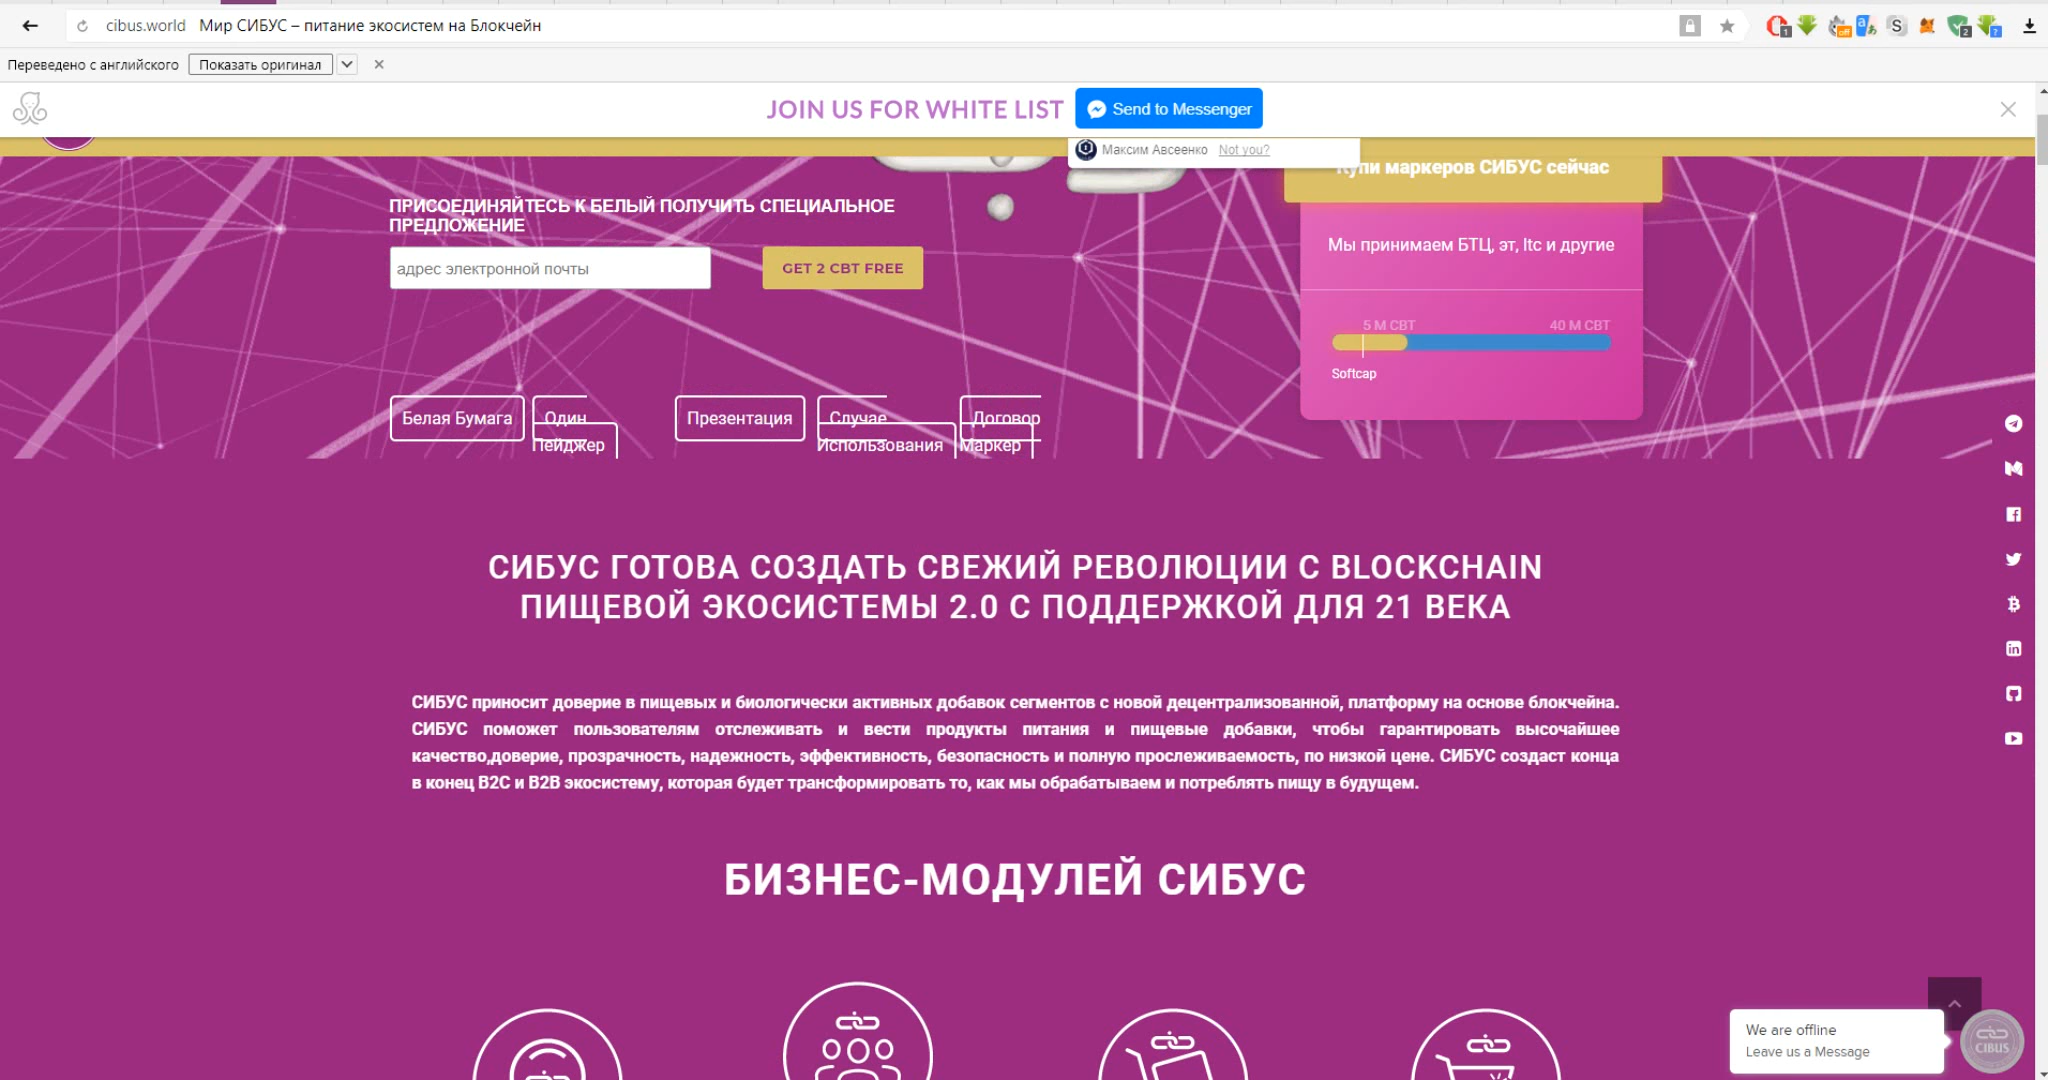 cibus.world Мир СИБУС – питание экосистем на Блокчейн
1
off
a
S
2
?
Переведено с английского Показать оригинал
JOIN US FOR WHITE LIST Send to Messenger
Максим Авсеенко Not you?
Купи маркеров СИБУС сейчас
ПРИСОЕДИНЯЙТЕСЬ К БЕЛЫЙ ПОЛУЧИТЬ СПЕЦИАЛЬНОЕ
ПРЕДЛОЖЕНИЕ
адрес электронной почты
GET 2 CBT FREE
Мы принимаем БТЦ, эт, ltc и другие
5 M CBT 40 M CBT
Softcap
Белая Бумага
Один
Пейджер
Презентация
Случае
Использования
Договор
Маркер
СИБУС ГОТОВА СОЗДАТЬ СВЕЖИЙ РЕВОЛЮЦИИ С BLOCKCHAIN
ПИЩЕВОЙ ЭКОСИСТЕМЫ 2.0 С ПОДДЕРЖКОЙ ДЛЯ 21 ВЕКА
СИБУС приносит доверие в пищевых и биологически активных добавок сегментов с новой децентрализованной, платформу на основе блокчейна.
СИБУС поможет пользователям отслеживать и вести продукты питания и пищевые добавки, чтобы гарантировать высочайшее
качество,доверие, прозрачность, надежность, эффективность, безопасность и полную прослеживаемость, по низкой цене. СИБУС создаст конца
в конец B2C и B2B экосистему, которая будет трансформировать то, как мы обрабатываем и потреблять пищу в будущем.
БИЗНЕС-МОДУЛЕЙ СИБУС
We are offline
Leave us a Message
CIBUS